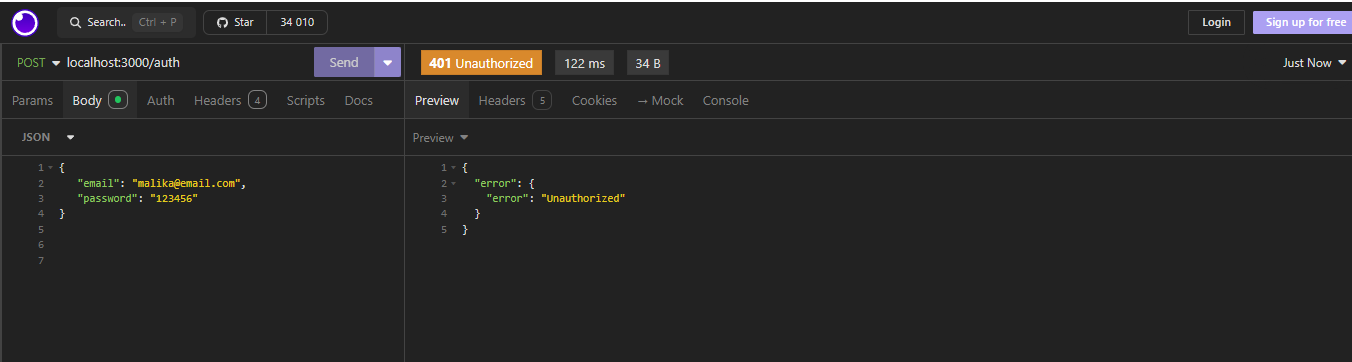 Search.. Ctrl + P Star 34 010 Login Sign up for free
POST localhost:3000/auth Send 401 Unauthorized 122 ms 34 B Just Now
Params Body Auth Headers 4 Scripts Docs
Preview Headers 5 Cookies → Mock Console
JSON
Preview
1 {
2 "email": "malika@email.com",
3 "password": "123456"
4 }
5
6
7
1 {
2 "error": {
3 "error": "Unauthorized"
4 }
5 }